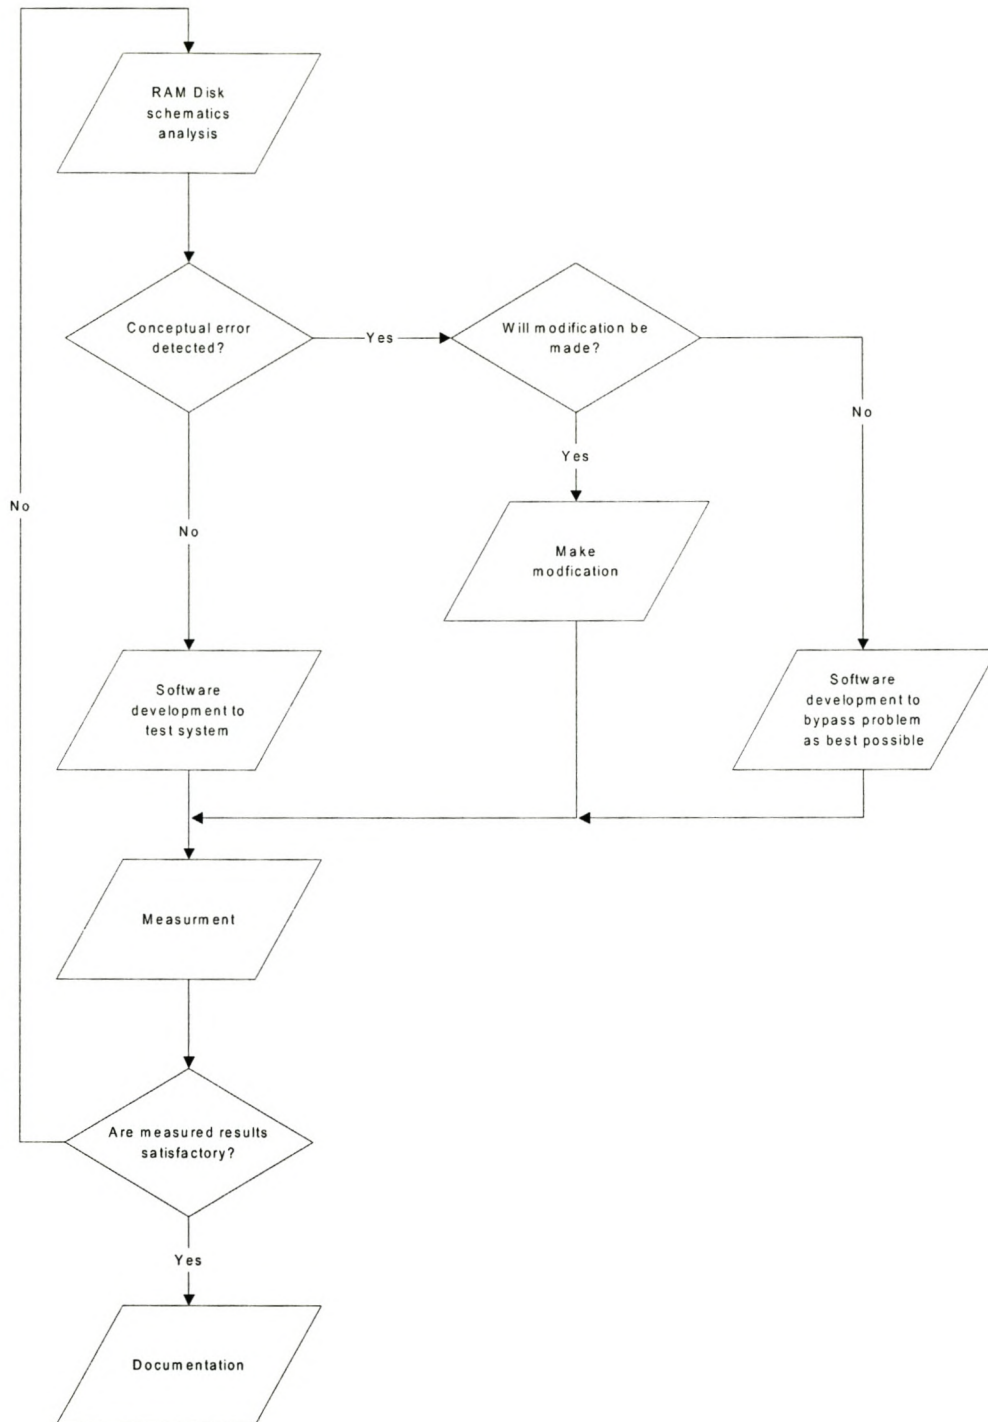 RAM Disk
schematics
analysis
Conceptual error
detected?
Yes
Will modification be
made?
No
Yes
No
No
Make
modfication
Software
development to
test system
Software
development to
bypass problem
as best possible
Measurment
Are measured results
satisfactory?
Yes
Documentation